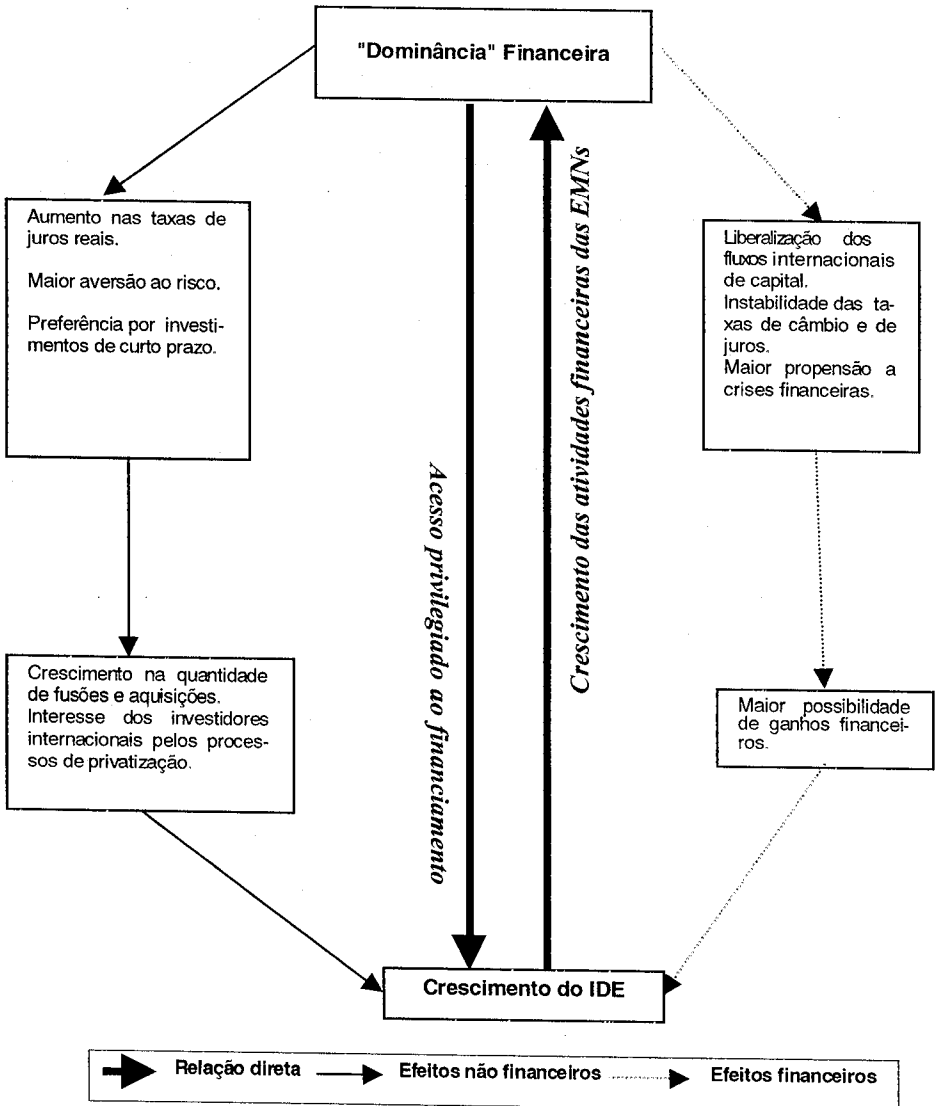 "Dominância" Financeira
Aumento nas taxas de
juros reais.
Maior aversão ao risco.
Preferência por investi-
mentos de curto prazo.
Crescimento na quantidade
de fusões e aquisições.
Interesse dos investidores
internacionais pelos proces-
sos de privatização.
Acesso privilegiado ao financiamento
Crescimento das atividades financeiras das EMNs
Liberalização dos
fluxos internacionais
de capital.
Instabilidade das ta-
xas de câmbio e de
juros.
Maior propensão a
crises financeiras.
Maior possibilidade
de ganhos financei-
ros.
Crescimento do IDE
Relação direta
Efeitos não financeiros
Efeitos financeiros